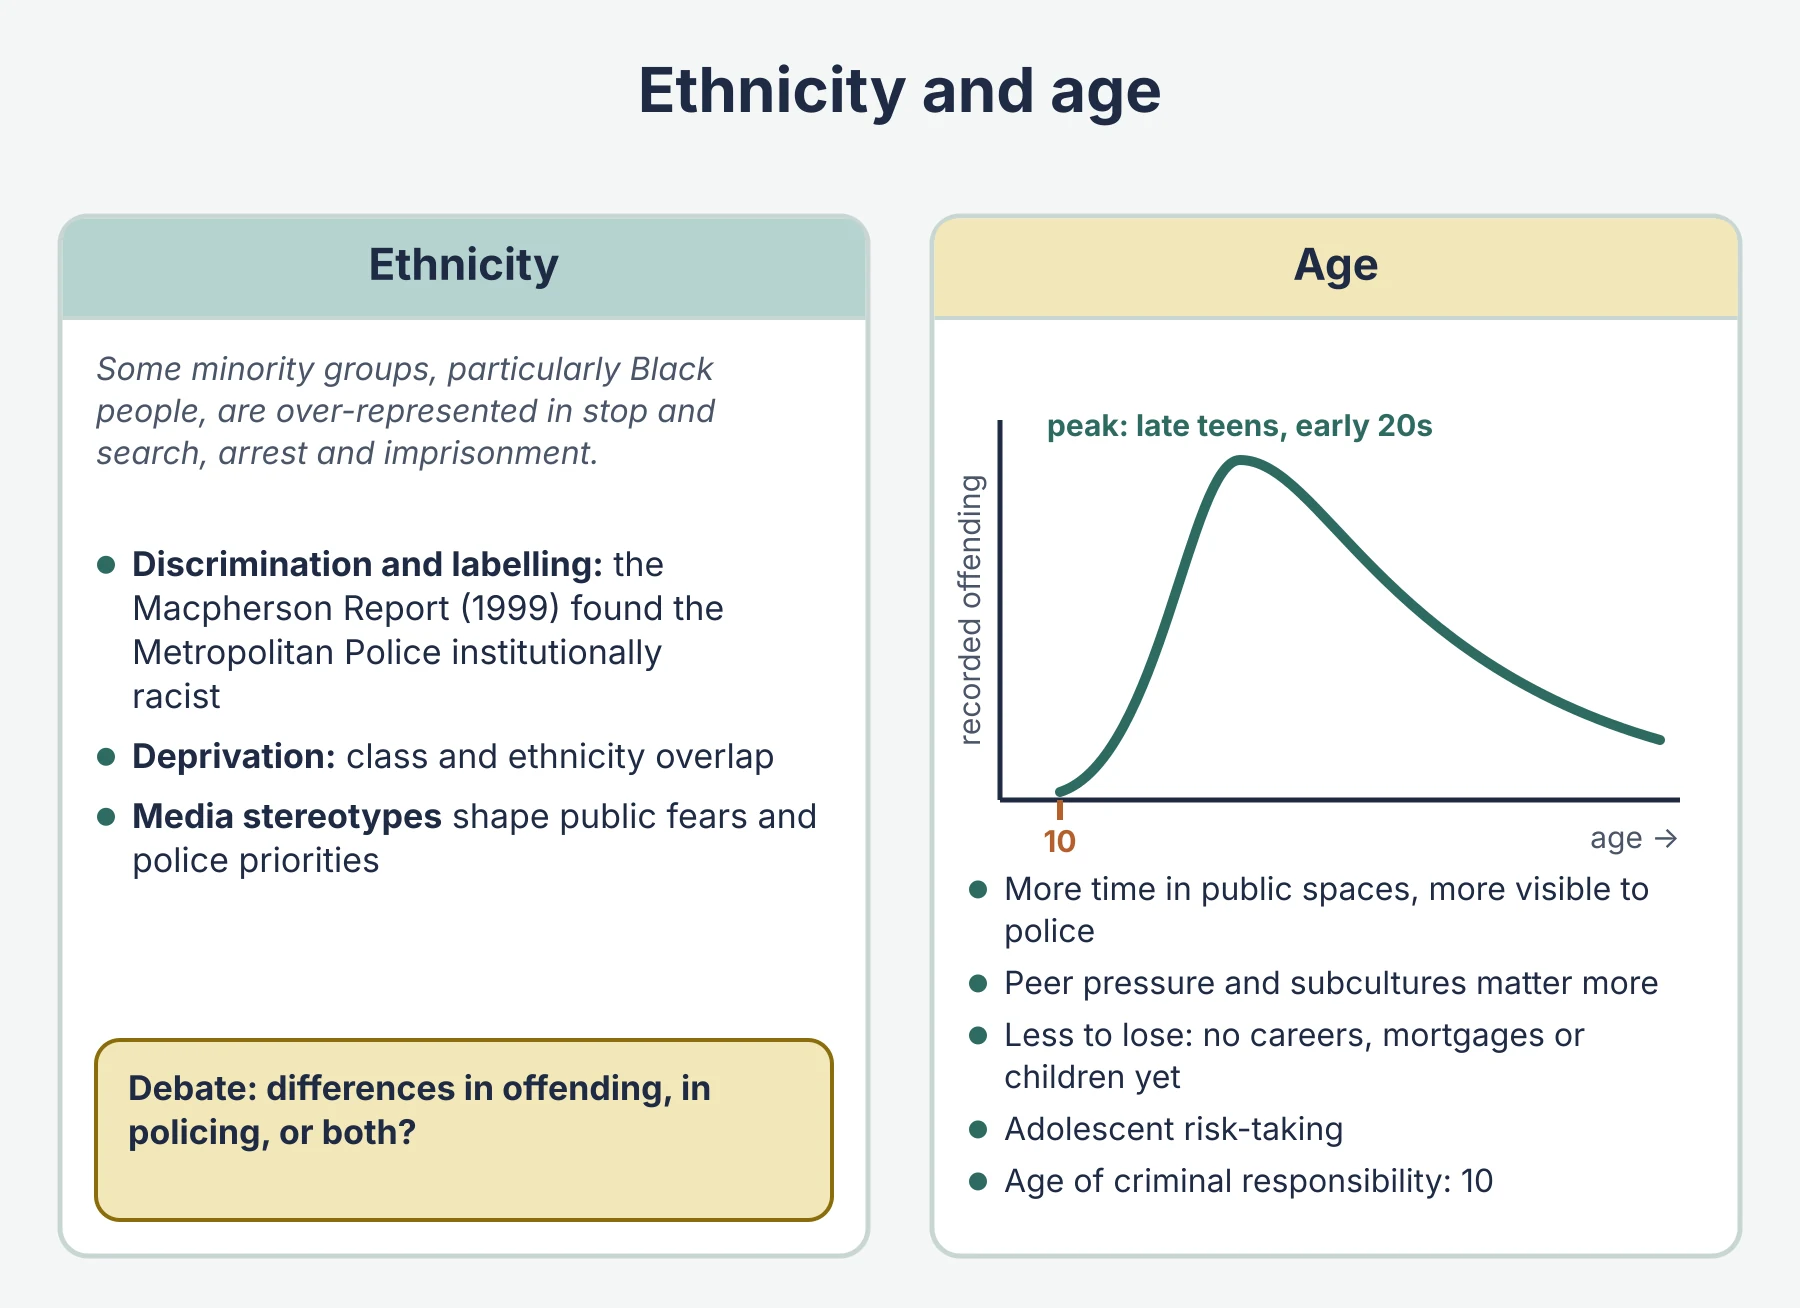 Ethnicity and age
Ethnicity
Some minority groups, particularly Black
people, are over-represented in stop and
search, arrest and imprisonment.
Discrimination and labelling: the
Macpherson Report (1999) found the
Metropolitan Police institutionally
racist
Deprivation: class and ethnicity overlap
Media stereotypes shape public fears and
police priorities
Debate: differences in offending, in
policing, or both?
Age
peak: late teens, early 20s
recorded offending
10
age →
More time in public spaces, more visible to
police
Peer pressure and subcultures matter more
Less to lose: no careers, mortgages or
children yet
Adolescent risk-taking
Age of criminal responsibility: 10